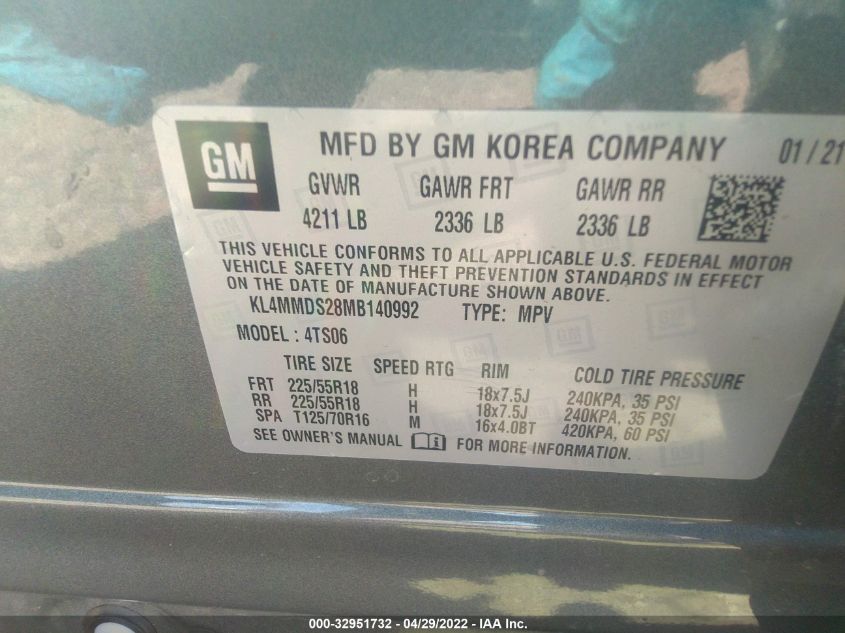 GM MFD BY GM KOREA COMPANY 01/21
GVWR GAWR FRT GAWR RR
4211 LB 2336 LB 2336 LB
THIS VEHICLE CONFORMS TO ALL APPLICABLE U.S. FEDERAL MOTOR
VEHICLE SAFETY AND THEFT PREVENTION STANDARDS IN EFFECT
ON THE DATE OF MANUFACTURE SHOWN ABOVE.
KL4MMDS28MB140992 TYPE: MPV
MODEL: 4TS06
TIRE SIZE SPEED RTG RIM COLD TIRE PRESSURE
FRT 225/55R18 H 18x7.5J 240KPA, 35 PSI
RR 225/55R18 H 18x7.5J 240KPA, 35 PSI
SPA T125/70R16 M 16x4.0BT 420KPA, 60 PSI
SEE OWNER'S MANUAL FOR MORE INFORMATION.
000-32951732 - 04/29/2022 - IAA Inc.